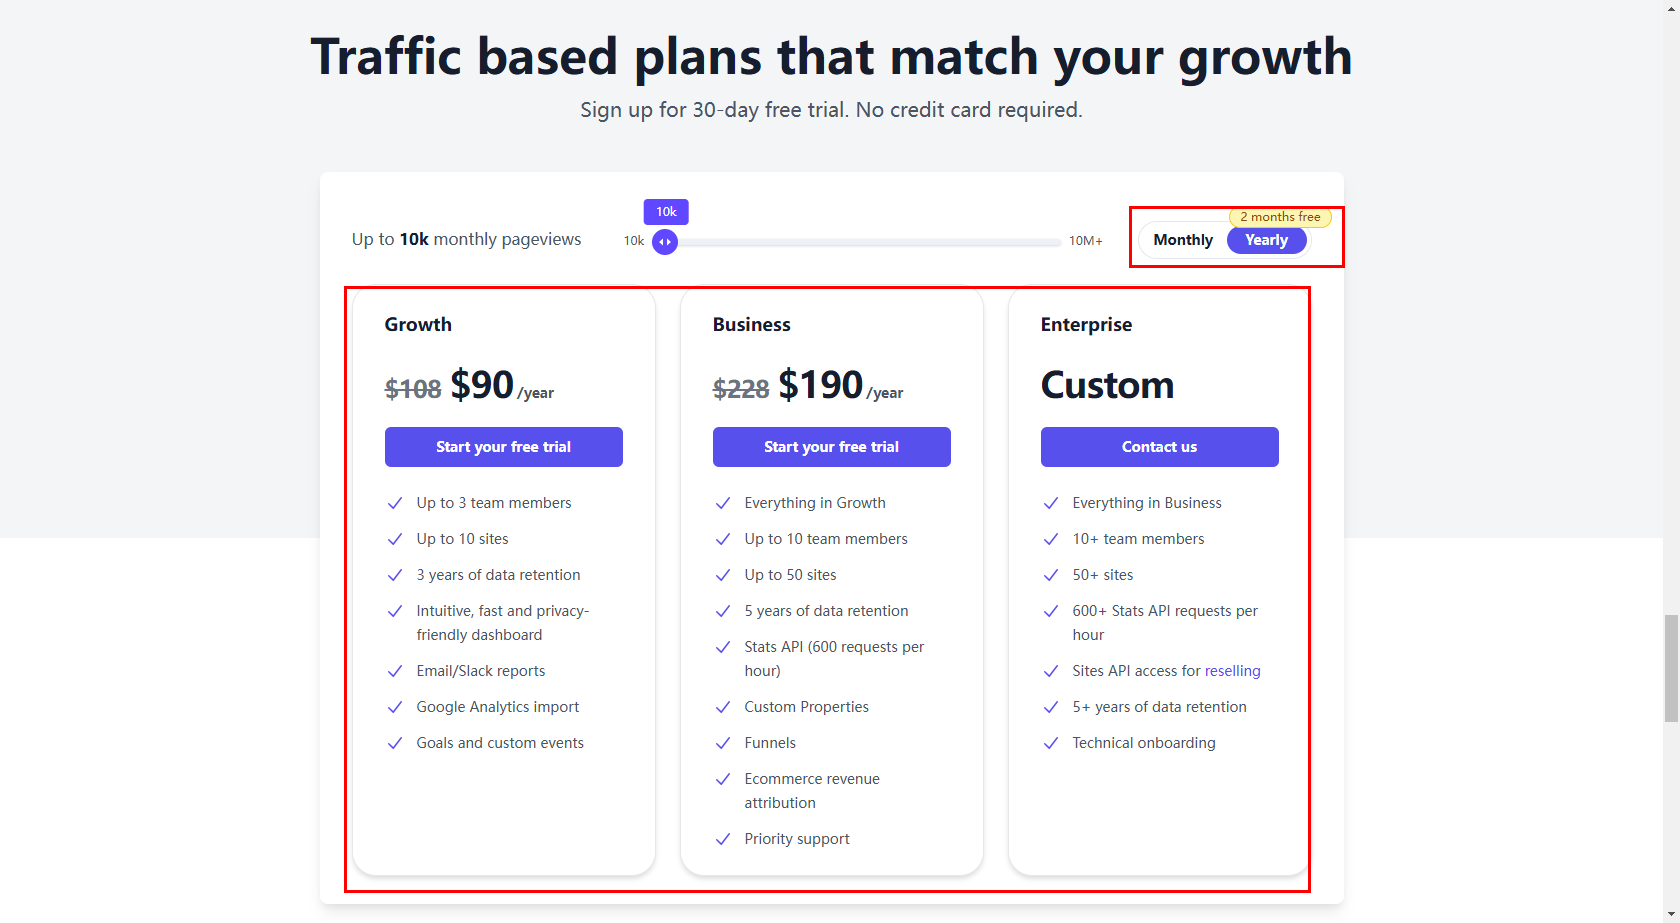 Traffic based plans that match your growth
Sign up for 30-day free trial. No credit card required.
10k
2 months free
Up to 10k monthly pageviews
10k
10M+
Monthly
Yearly
Growth
$108 $90 /year
Start your free trial
Up to 3 team members
Up to 10 sites
3 years of data retention
Intuitive, fast and privacy-
friendly dashboard
Email/Slack reports
Google Analytics import
Goals and custom events
Business
$228 $190 /year
Start your free trial
Everything in Growth
Up to 10 team members
Up to 50 sites
5 years of data retention
Stats API (600 requests per
hour)
Custom Properties
Funnels
Ecommerce revenue
attribution
Priority support
Enterprise
Custom
Contact us
Everything in Business
10+ team members
50+ sites
600+ Stats API requests per
hour
Sites API access for reselling
5+ years of data retention
Technical onboarding